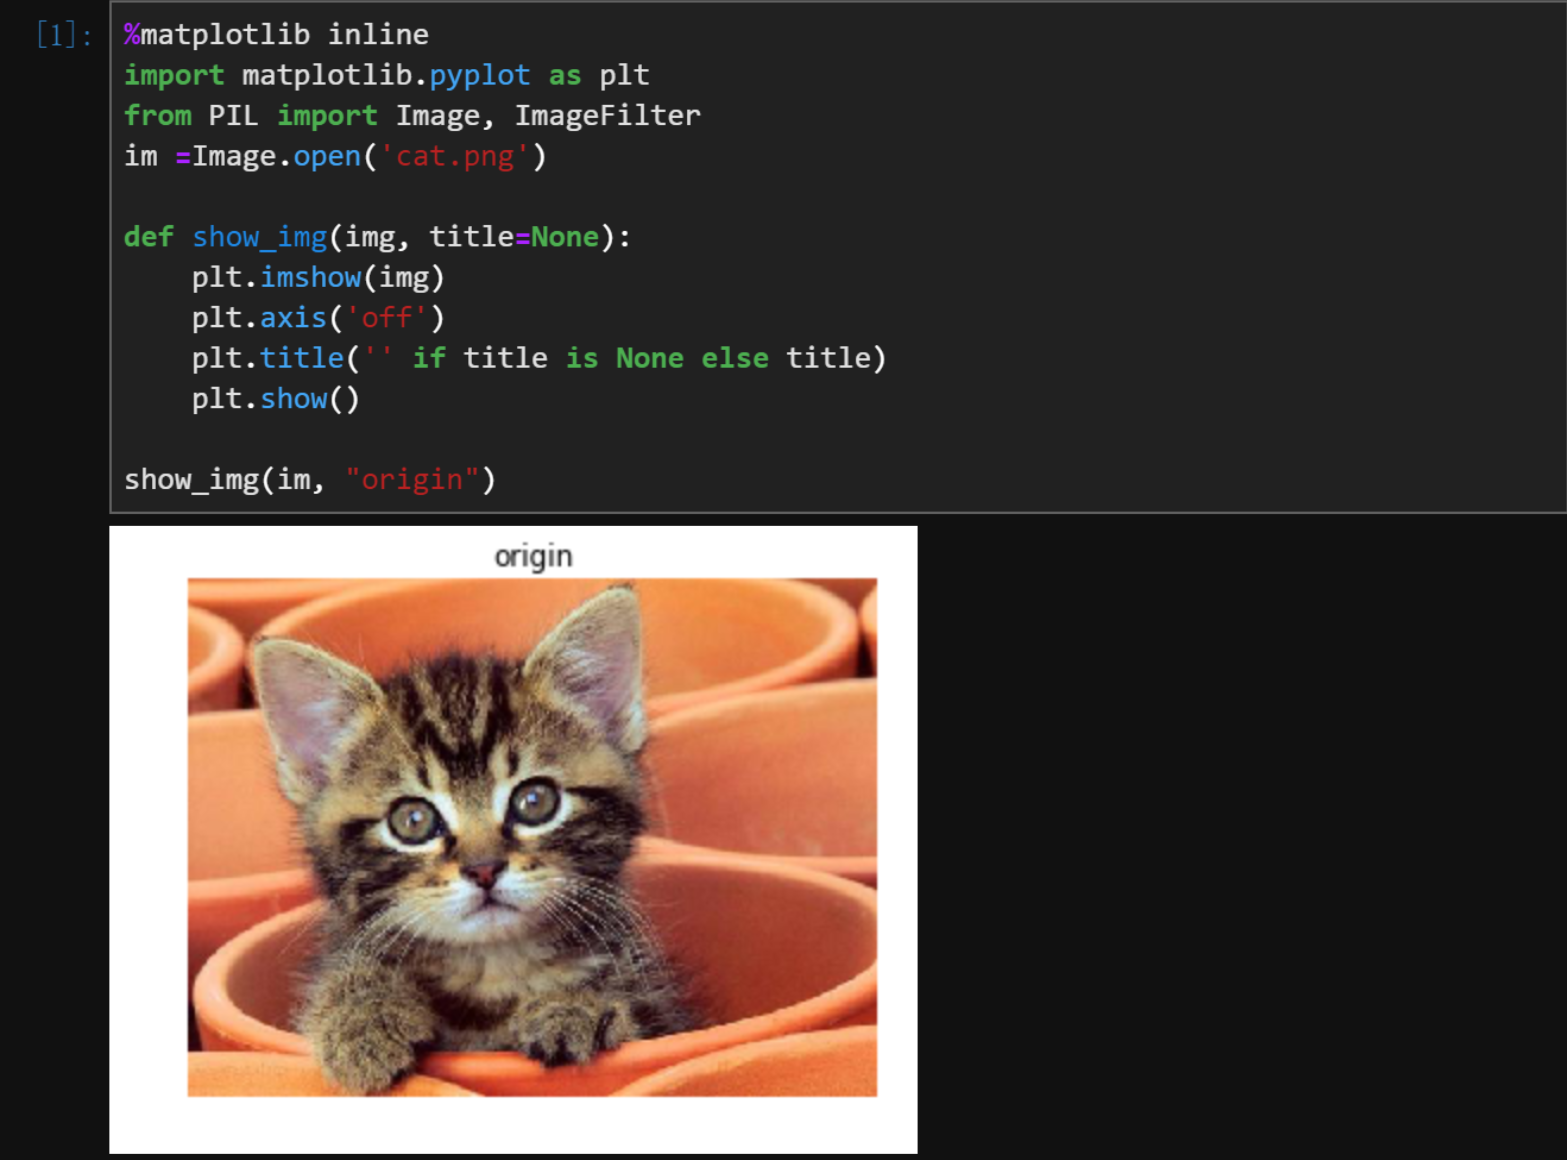 [1]:
%matplotlib inline
import matplotlib.pyplot as plt
from PIL import Image, ImageFilter
im =Image.open('cat.png')
def show_img(img, title=None):
    plt.imshow(img)
    plt.axis('off')
    plt.title('' if title is None else title)
    plt.show()
show_img(im, "origin")
origin